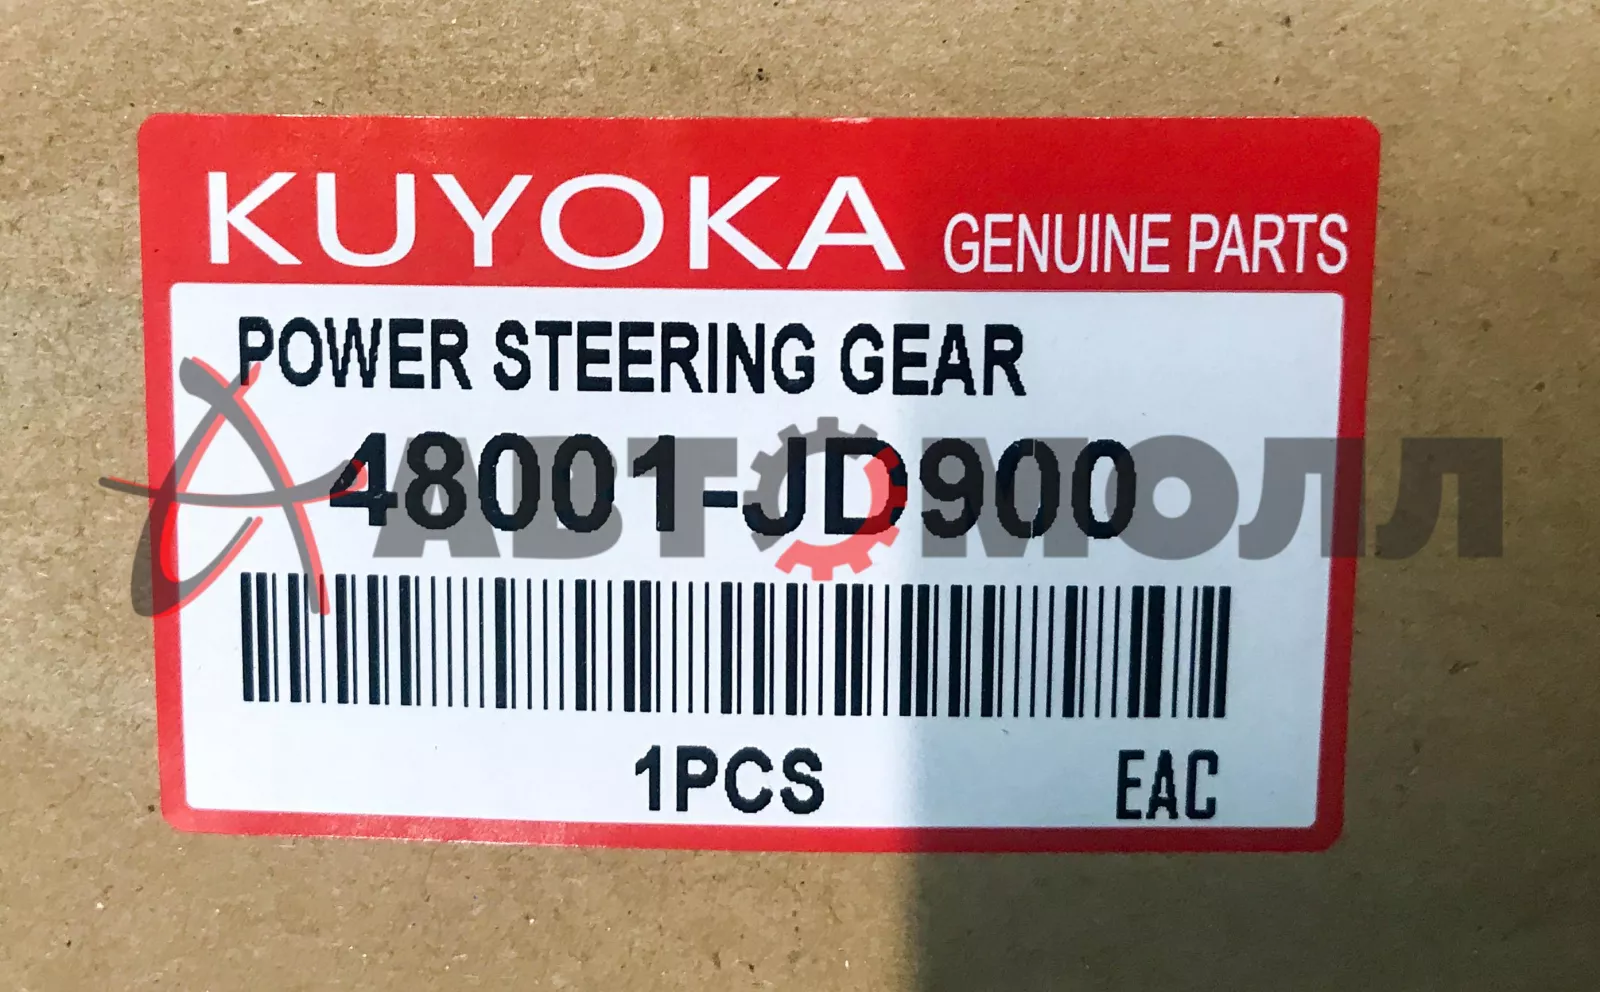 KUYOKA GENUINE PARTS
POWER STEERING GEAR
48001-JD900
АВТОМОЛЛ
1PCS EAC